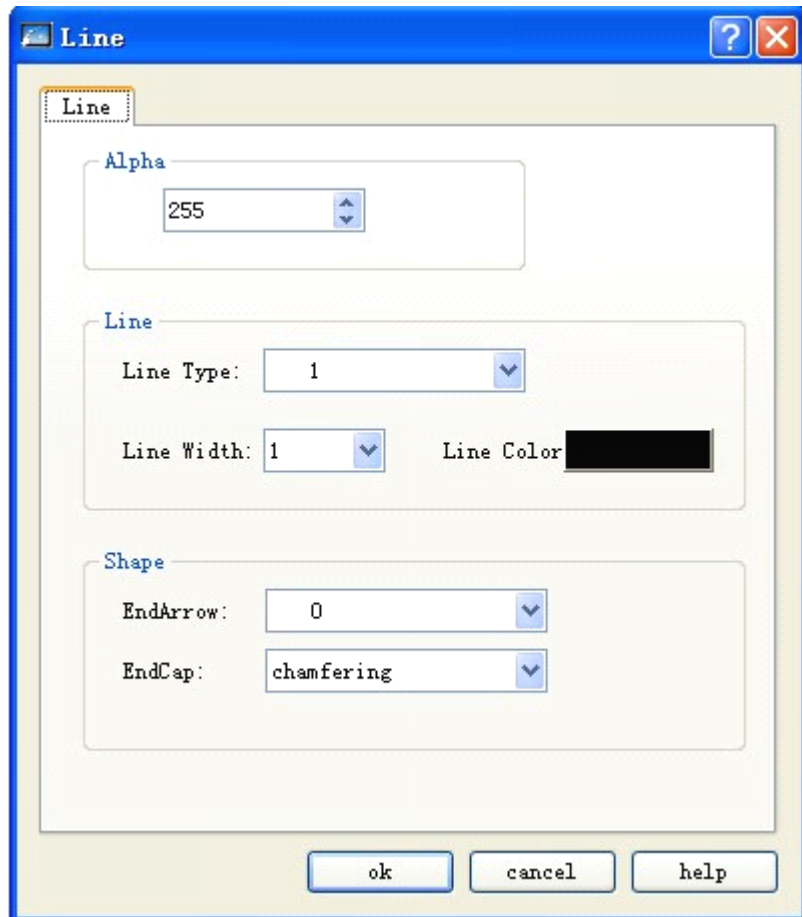 Line
Line
Alpha
255
Line
Line Type: 1
Line Width: 1 Line Color
Shape
EndArrow: 0
EndCap: chamfering
ok cancel help